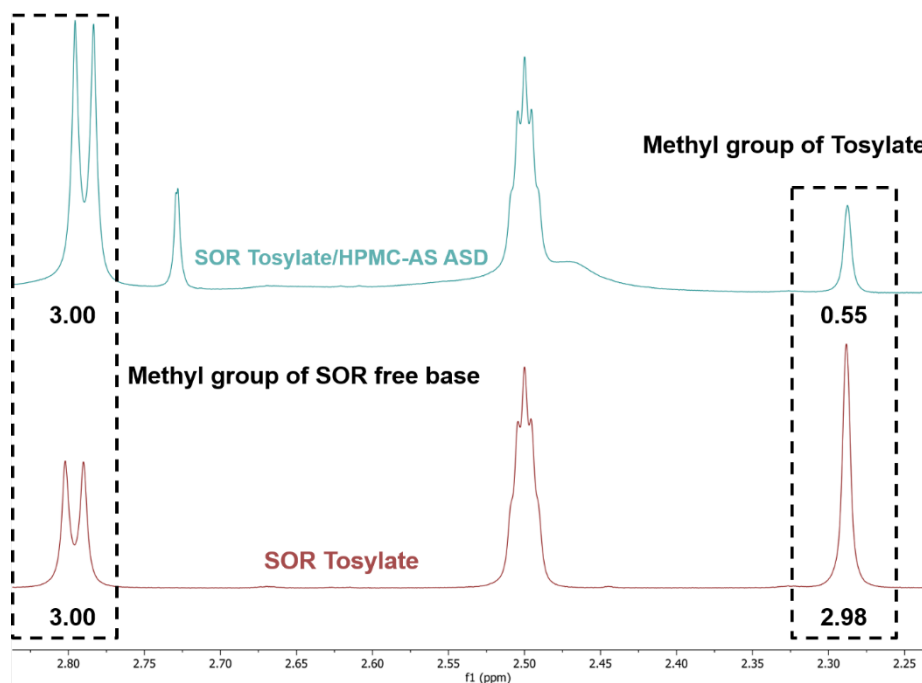 Methyl group of Tosylate
SOR Tosylate/HPMC-AS ASD
3.00
0.55
Methyl group of SOR free base
SOR Tosylate
3.00
2.98
2.80 2.75 2.70 2.65 2.60 2.55 2.50 2.45 2.40 2.35 2.30 2.25
f1 (ppm)